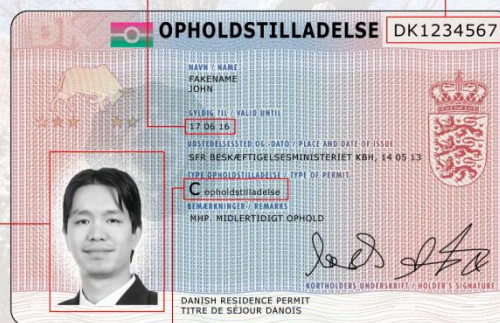 DK
OPHOLDSTILLADELSE
DK1234567
NAVN / NAME
FAKENAME
JOHN
GYLDIG TIL / VALID UNTIL
17 06 16
UDSTEDELSESSTED OG -DATO / PLACE AND DATE OF ISSUE
SFR BESKÆFTIGELSESMINISTERIET KBH, 14 05 13
TYPE OPHOLDSTILLADELSE / TYPE OF PERMIT
C opholdstilladelse
BEMÆRKNINGER / REMARKS
MHP. MIDLERTIDIGT OPHOLD
KORTHOLDERS UNDERSKRIFT / HOLDER'S SIGNATURE
DANISH RESIDENCE PERMIT
TITRE DE SÉJOUR DANOIS